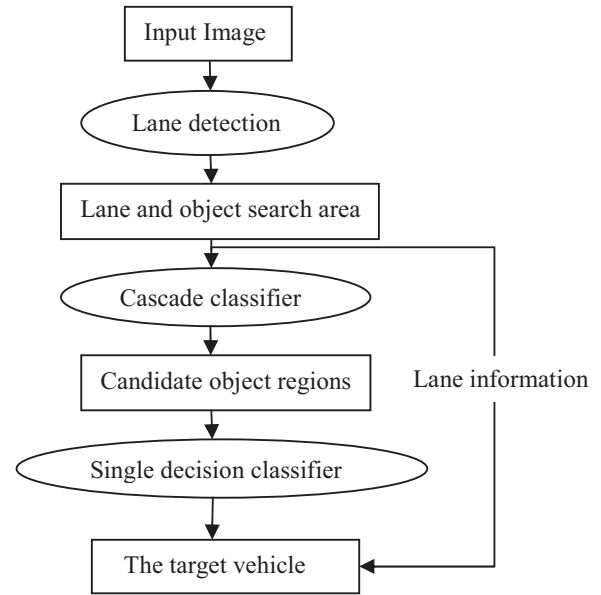 Input Image
Lane detection
Lane and object search area
Cascade classifier
Candidate object regions
Lane information
Single decision classifier
The target vehicle